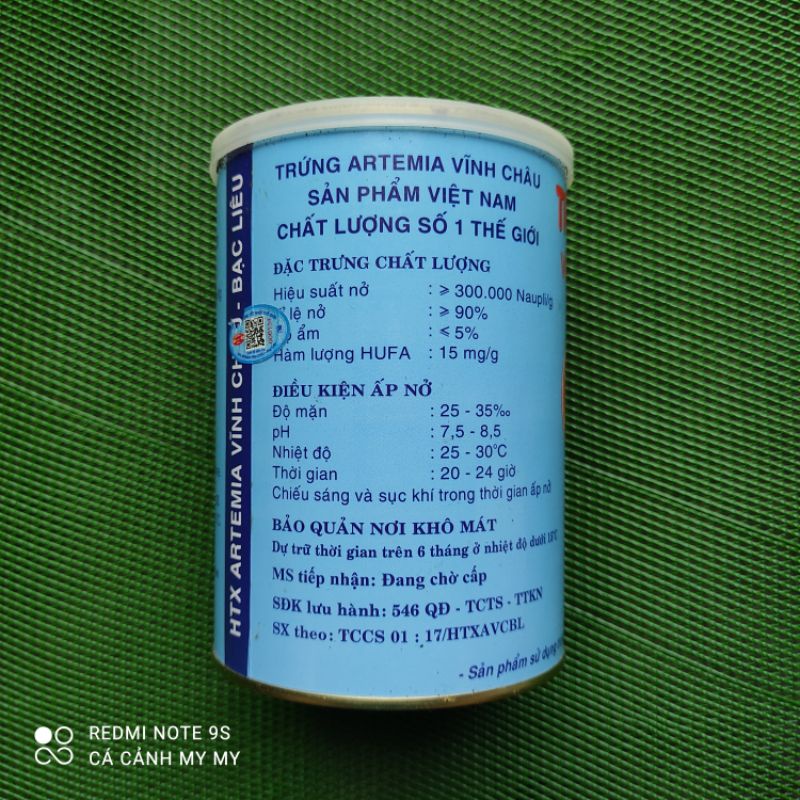 TRỨNG ARTEMIA VĨNH CHÂU
SẢN PHẨM VIỆT NAM
CHẤT LƯỢNG SỐ 1 THẾ GIỚI
ĐẶC TRƯNG CHẤT LƯỢNG
Hiệu suất nở : ≥ 300.000 Naupli/g
lệ nở : ≥ 90%
ẩm : ≤ 5%
Hàm lượng HUFA : 15 mg/g
ĐIỀU KIỆN ẤP NỞ
Độ mặn : 25 - 35‰
pH : 7,5 - 8,5
Nhiệt độ : 25 - 30°C
Thời gian : 20 - 24 giờ
Chiếu sáng và sục khí trong thời gian ấp nở
BẢO QUẢN NƠI KHÔ MÁT
Dự trữ thời gian trên 6 tháng ở nhiệt độ dưới
MS tiếp nhận: Đang chờ cấp
SĐK lưu hành: 546 QĐ - TCTS - TTKN
SX theo: TCCS 01 : 17/HTXAVCBL
- Sản phẩm sử dụng
HTX ARTEMIA VĨNH - BẠC LIÊU
REDMI NOTE 9S
CÁ CẢNH MY MY